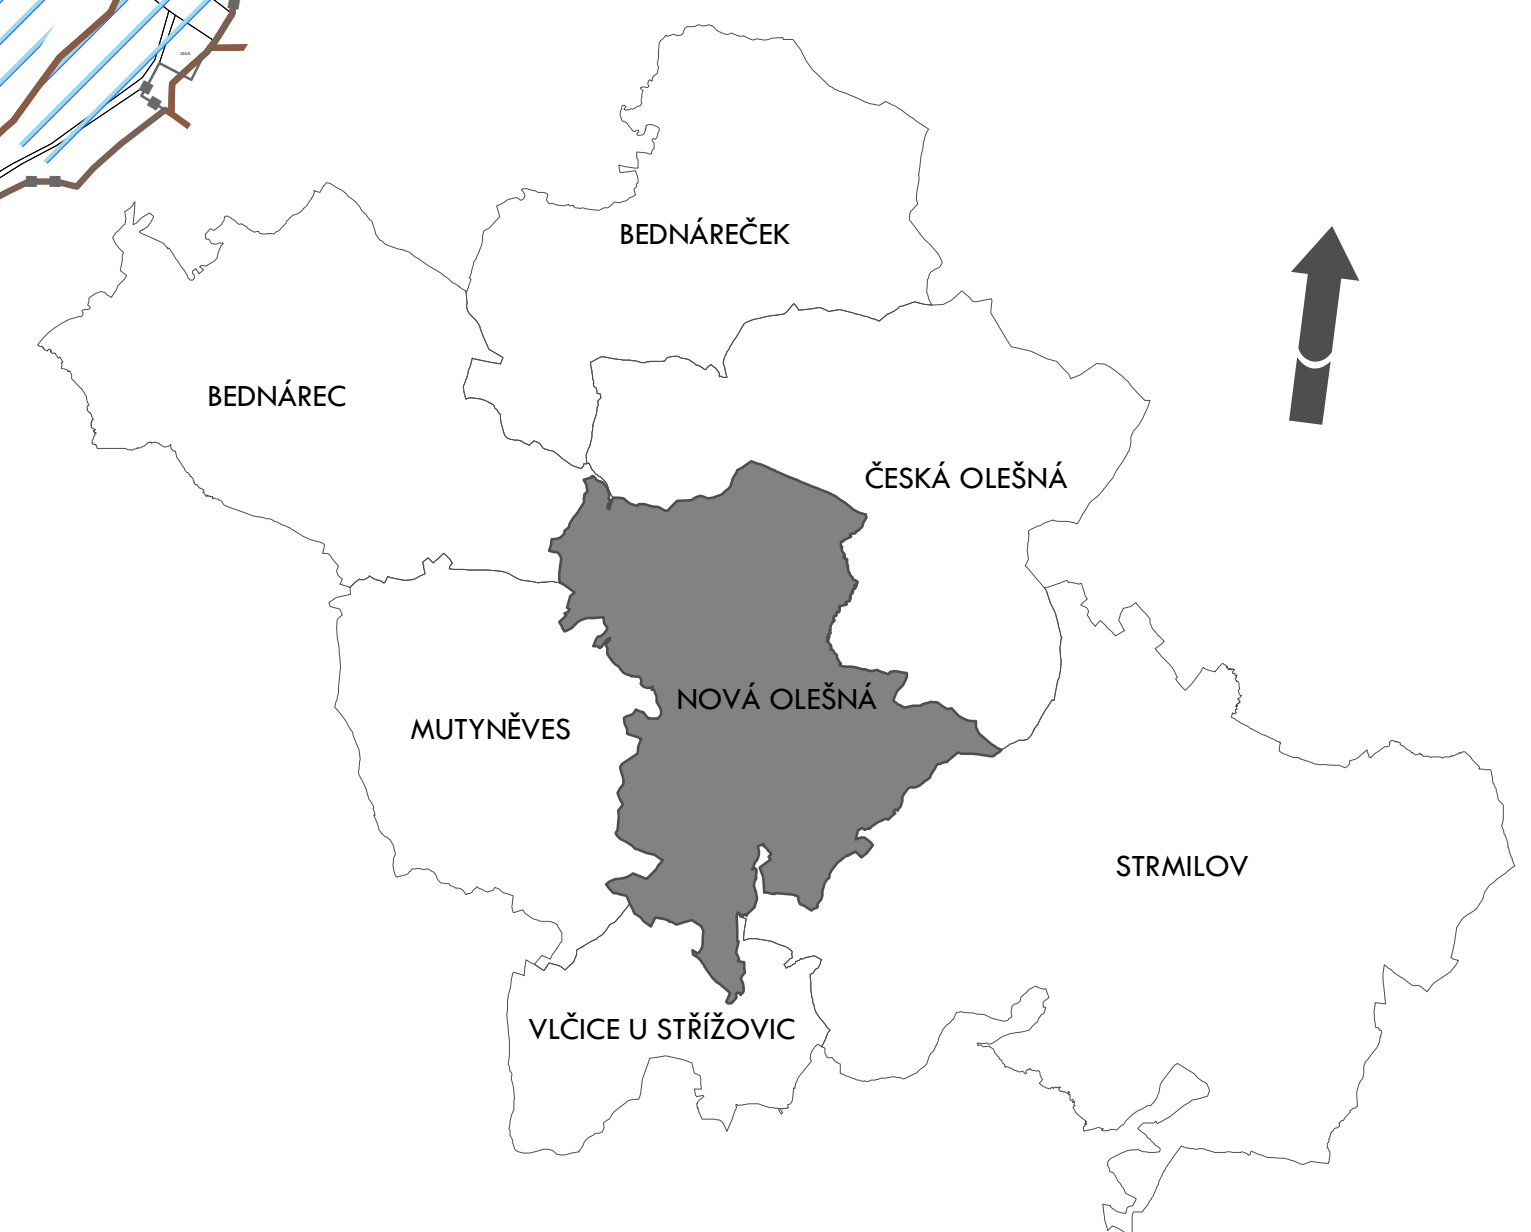 BEDNÁREČEK
BEDNÁREC
ČESKÁ OLEŠNÁ
NOVÁ OLEŠNÁ
MUTYNĚVES
STRMILOV
VLČICE U STŘÍŽOVIC